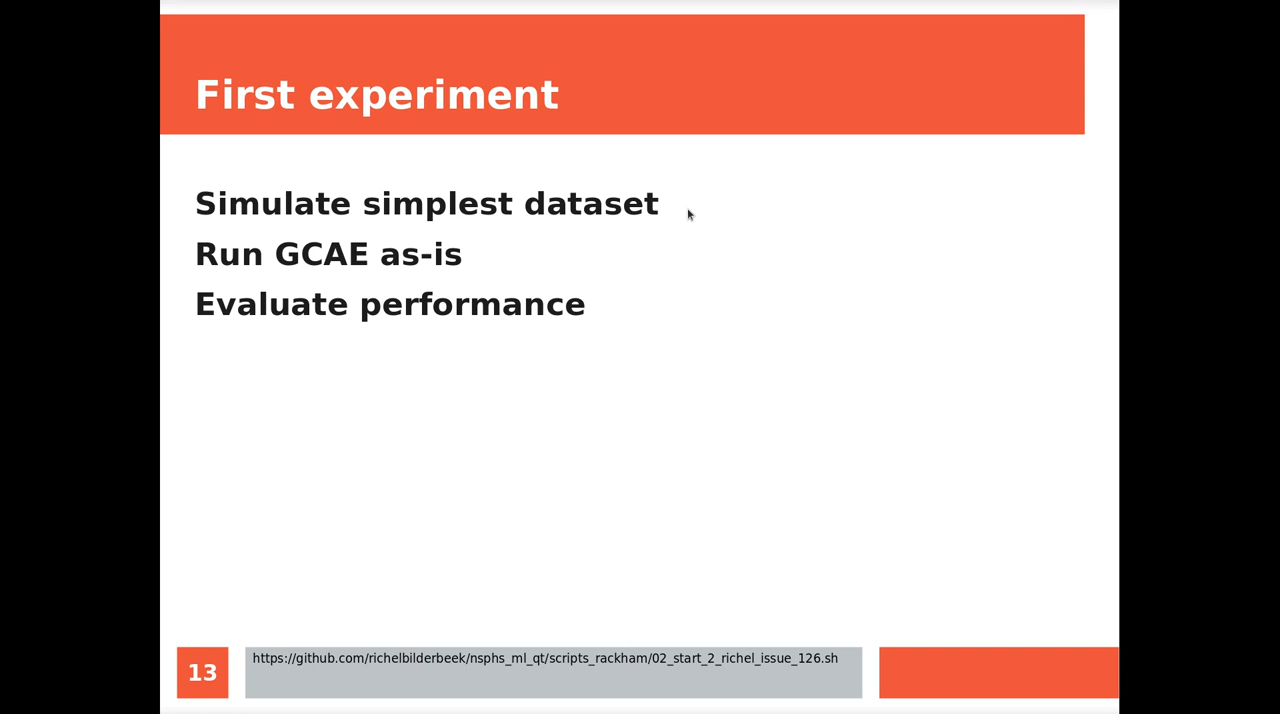 First experiment
Simulate simplest dataset
Run GCAE as-is
Evaluate performance
13
https://github.com/richelbilderbeek/nsphs_ml_qt/scripts_rackham/02_start_2_richel_issue_126.sh